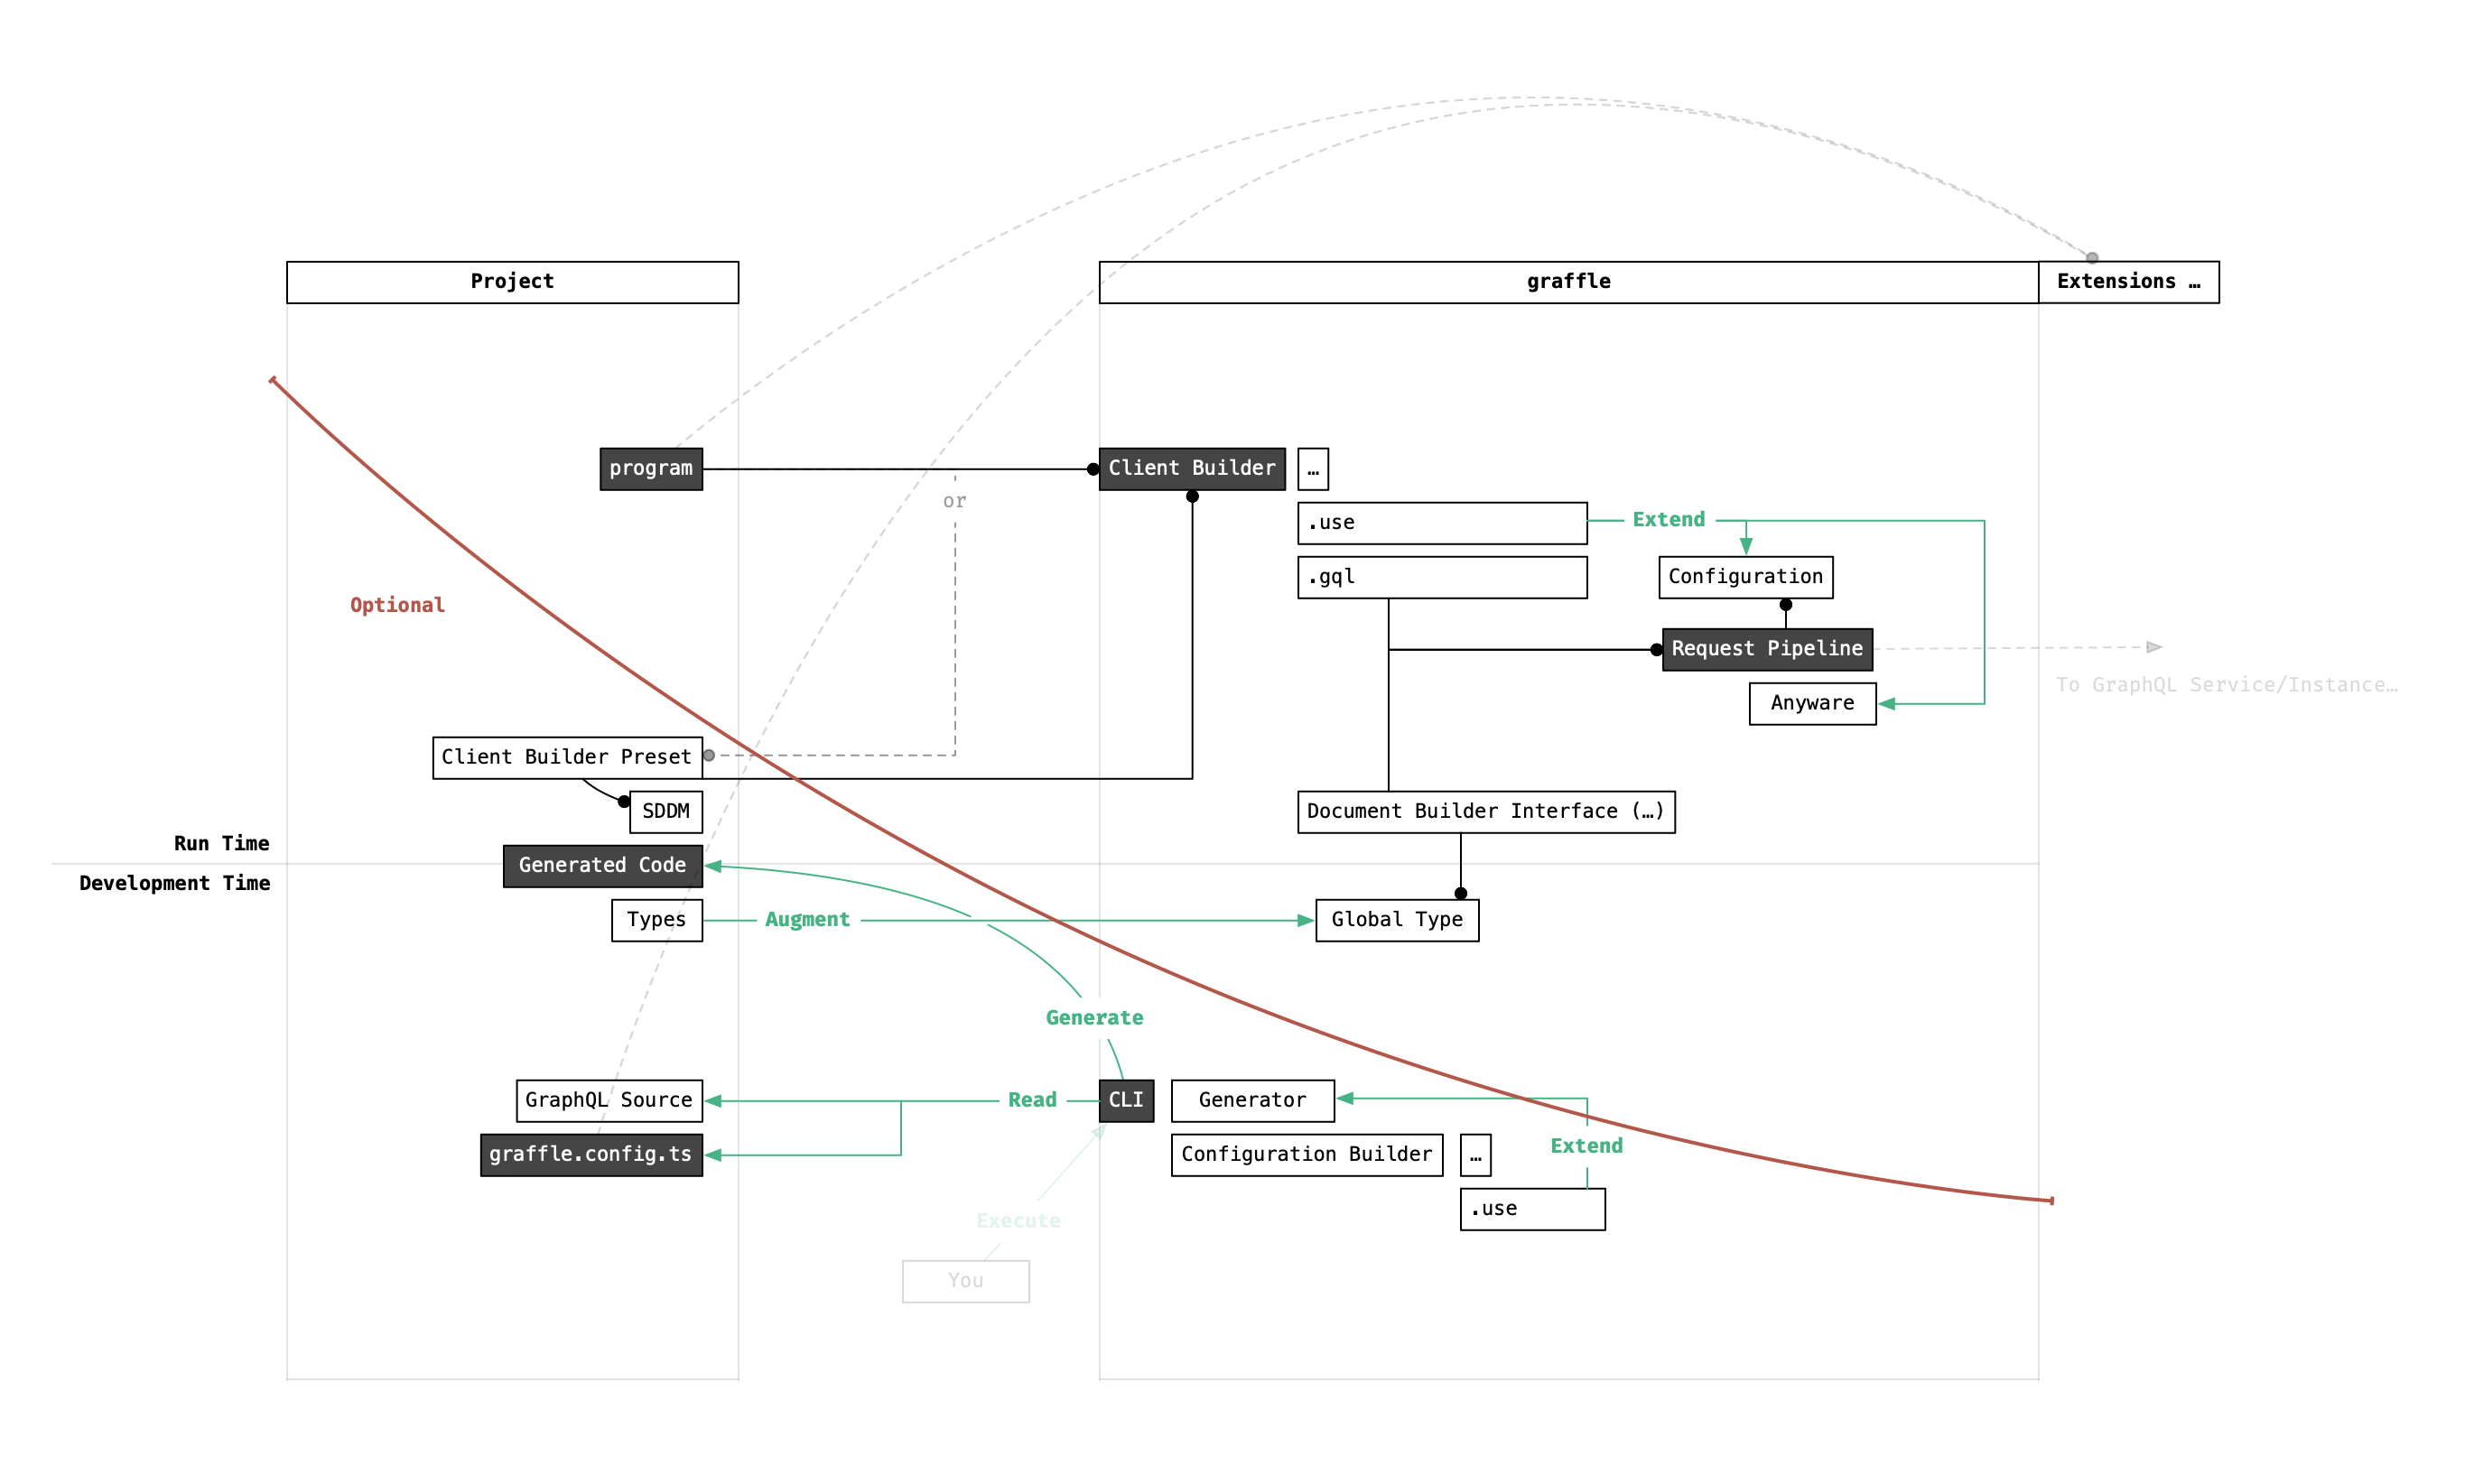 Project
graffle
Extensions …
program
Client Builder
…
or
.use
Extend
.gql
Configuration
Optional
Request Pipeline
To GraphQL Service/Instance…
Anyware
Client Builder Preset
SDDM
Document Builder Interface (…)
Run Time
Generated Code
Development Time
Types
Augment
Global Type
Generate
GraphQL Source
Read
CLI
Generator
graffle.config.ts
Configuration Builder
…
Extend
.use
Execute
You